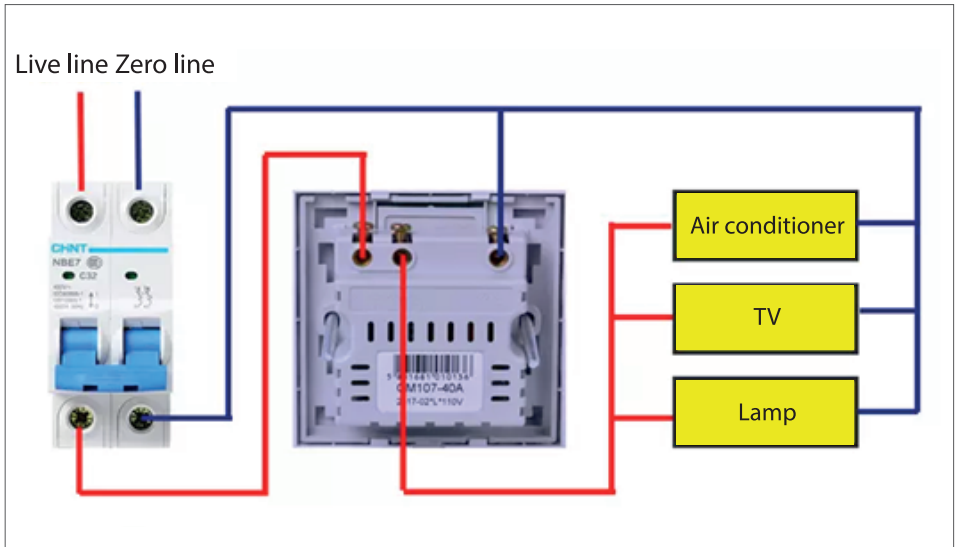 Live line Zero line
CHNT
NBE7
C32
Air conditioner
TV
GM107-40A
Lamp